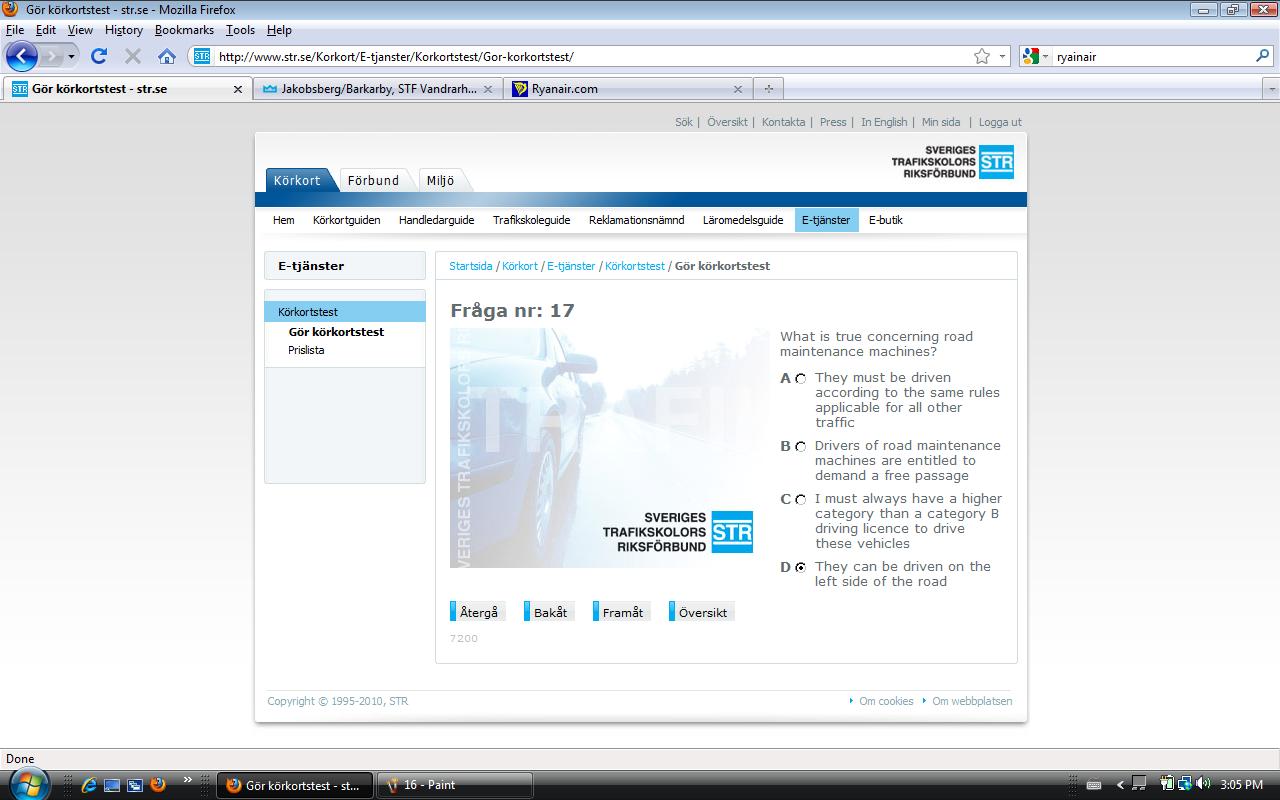 Gör körkortstest - str.se - Mozilla Firefox
File Edit View History Bookmarks Tools Help
STR http://www.str.se/Korkort/E-tjanster/Korkortstest/Gor-korkortstest/ ryainair
STR Gör körkortstest - str.se Jakobsberg/Barkarby, STF Vandrarh... Ryanair.com
Sök | Översikt | Kontakta | Press | In English | Min sida | Logga ut
SVERIGES
TRAFIKSKOLORS STR
RIKSFÖRBUND
Körkort Förbund Miljö
Hem Körkortguiden Handledarguide Trafikskoleguide Reklamationsnämnd Läromedelsguide E-tjänster E-butik
E-tjänster
Körkortstest
Gör körkortstest
Prislista
Startsida / Körkort / E-tjänster / Körkortstest / Gör körkortstest
Fråga nr: 17
VERIGES TRAFIKSKOLORS R
TRAFI
SVERIGES
TRAFIKSKOLORS STR
RIKSFÖRBUND
What is true concerning road
maintenance machines?
A They must be driven
according to the same rules
applicable for all other
traffic
B Drivers of road maintenance
machines are entitled to
demand a free passage
C I must always have a higher
category than a category B
driving licence to drive
these vehicles
D They can be driven on the
left side of the road
Återgå Bakåt Framåt Översikt
7200
Copyright © 1995-2010, STR Om cookies Om webbplatsen
Done
Gör körkortstest - st... 16 - Paint 3:05 PM